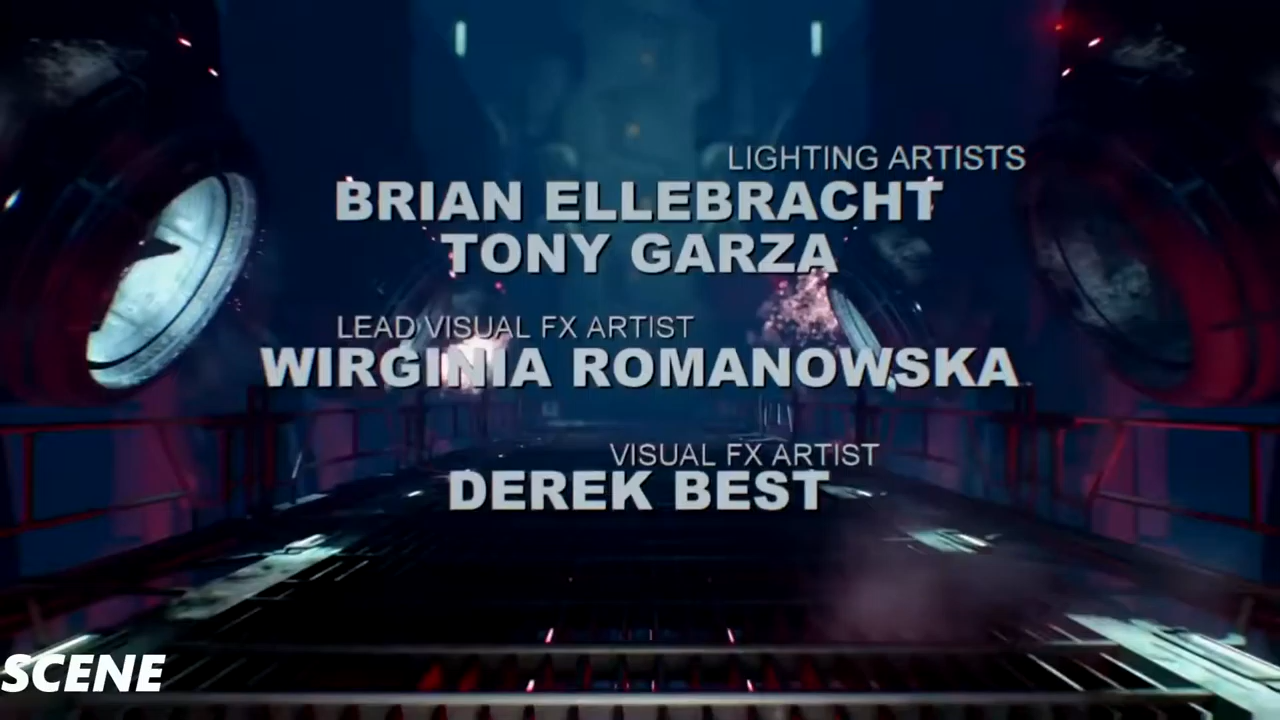 LIGHTING ARTISTS
BRIAN ELLEBRACHT
TONY GARZA
LEAD VISUAL FX ARTIST
WIRGINIA ROMANOWSKA
VISUAL FX ARTIST
DEREK BEST
SCENE